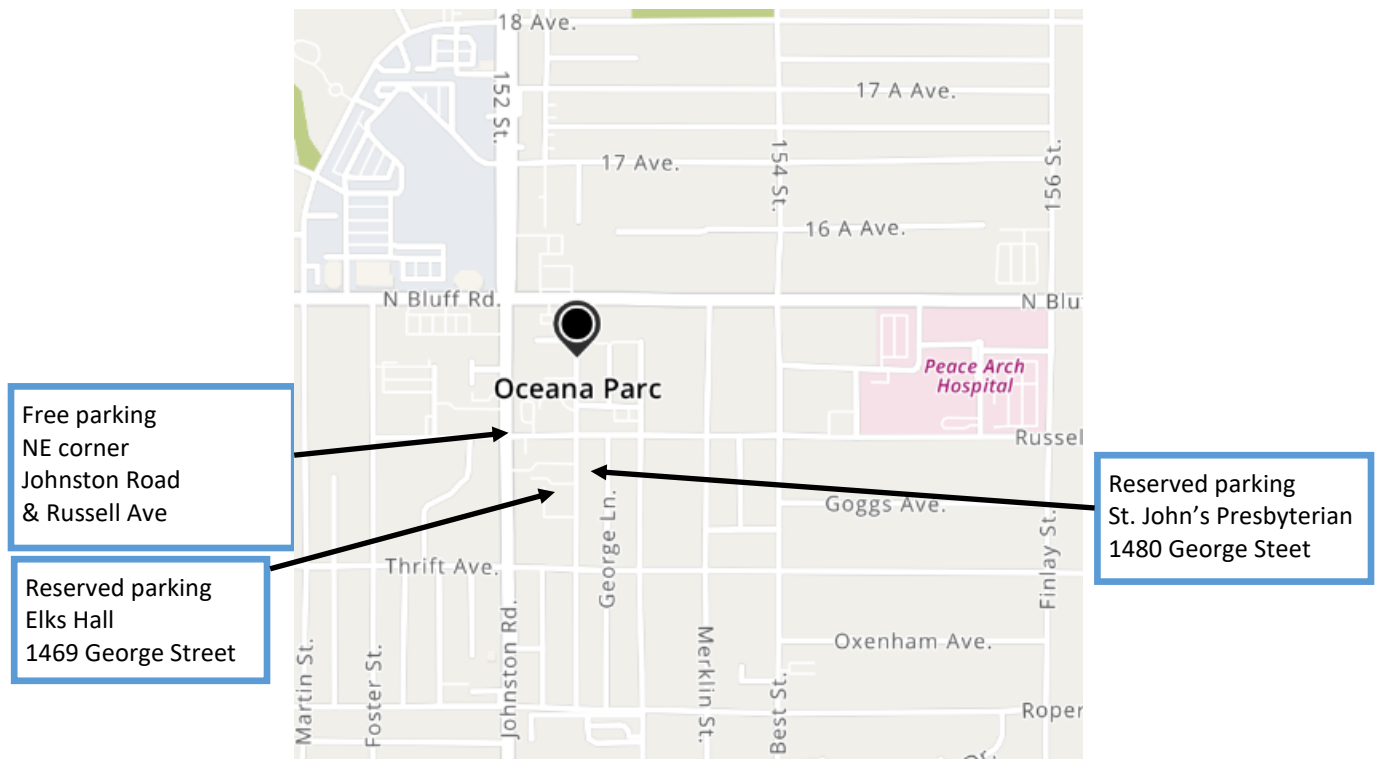 18 Ave.
152 St.
17 A Ave.
17 Ave.
154 St.
156 St.
16 A Ave.
N Bluff Rd.
N Blu
Peace Arch
Hospital
Oceana Parc
Free parking
NE corner
Johnston Road
& Russell Ave
Russel
Reserved parking
St. John’s Presbyterian
1480 George Steet
Goggs Ave.
George Ln.
Finlay St.
Thrift Ave.
Reserved parking
Elks Hall
1469 George Street
Johnston Rd.
Oxenham Ave.
Martin St.
Foster St.
Merklin St.
Best St.
Roper